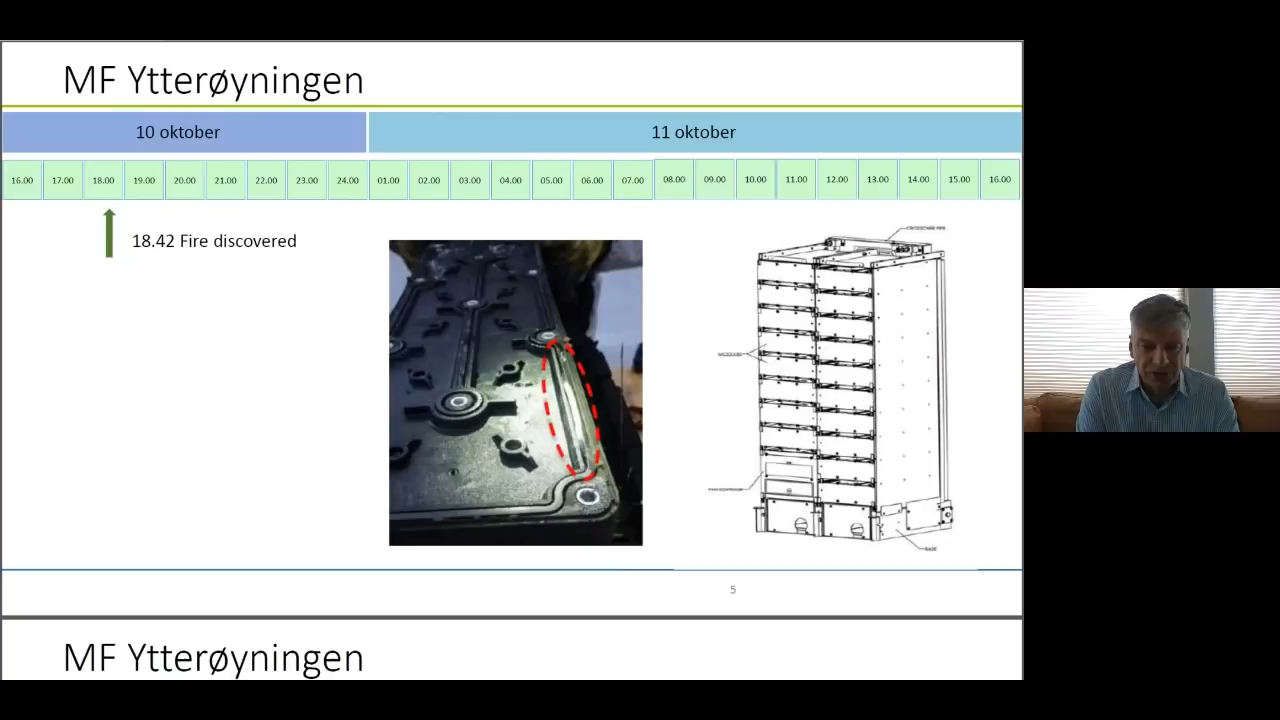 MF Ytterøyningen
10 oktober 11 oktober
16.00 17.00 18.00 19.00 20.00 21.00 22.00 23.00 24.00 01.00 02.00 03.00 04.00 05.00 06.00 07.00 08.00 09.00 10.00 11.00 12.00 13.00 14.00 15.00 16.00
18.42 Fire discovered
BASE
5
MF Ytterøyningen